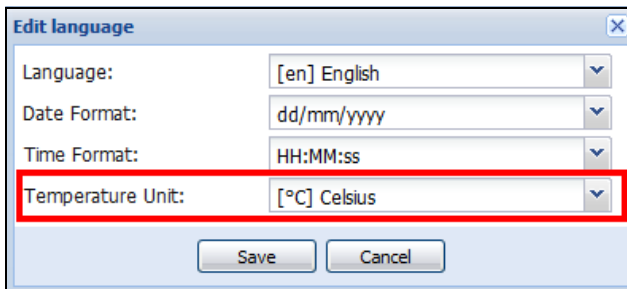 Edit language
Language: [en] English
Date Format: dd/mm/yyyy
Time Format: HH:MM:ss
Temperature Unit: [°C] Celsius
Save Cancel